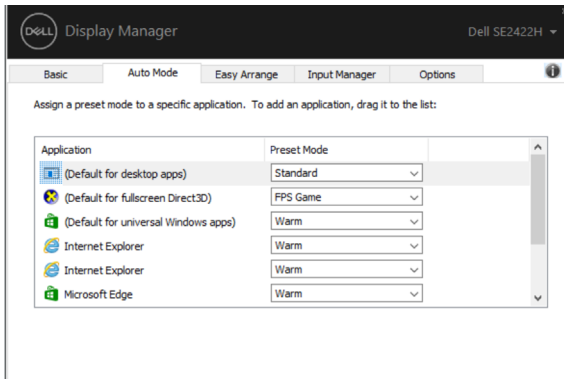 DELL Display Manager Dell SE2422H
Basic Auto Mode Easy Arrange Input Manager Options
Assign a preset mode to a specific application. To add an application, drag it to the list:
Application Preset Mode
(Default for desktop apps) Standard
(Default for fullscreen Direct3D) FPS Game
(Default for universal Windows apps) Warm
Internet Explorer Warm
Internet Explorer Warm
Microsoft Edge Warm